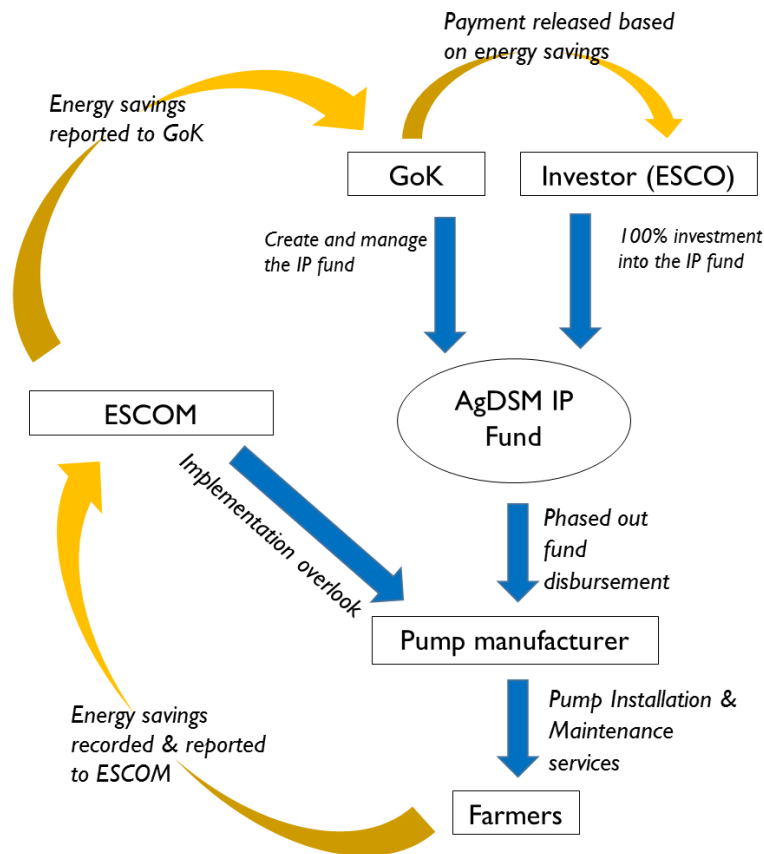 Payment released based
on energy savings
Energy savings
reported to GoK
GoK
Investor (ESCO)
Create and manage
the IP fund
100% investment
into the IP fund
ESCOM
AgDSM IP
Fund
Implementation overlook
Phased out
fund
disbursement
Pump manufacturer
Energy savings
recorded & reported
to ESCOM
Pump Installation &
Maintenance
services
Farmers